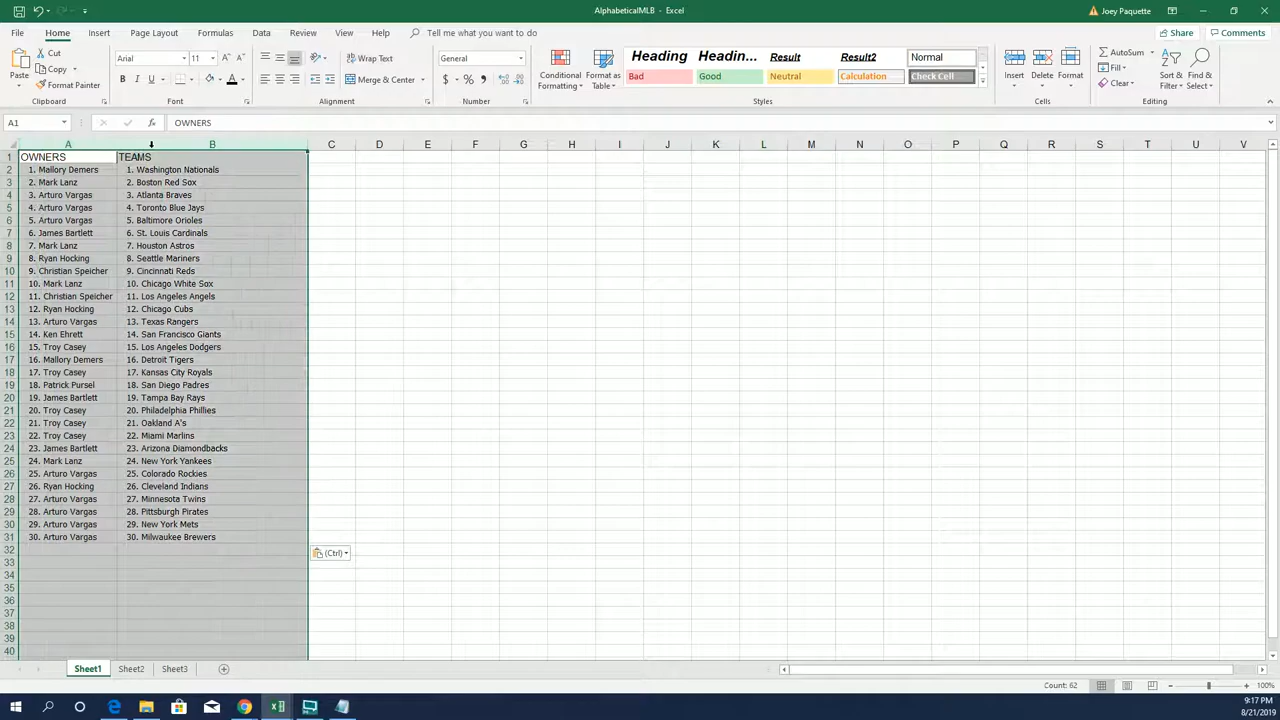 AlphabeticalMLB - Excel
Joey Paquette
File Home Insert Page Layout Formulas Data Review View Help Tell me what you want to do
Share Comments
Paste
Cut
Copy
Format Painter
Clipboard
Arial 11
B I U
Font
Wrap Text
Merge & Center
Alignment
General
$ % ,
Number
Conditional Formatting
Format as Table
Heading Headin... Result Result2 Normal
Bad Good Neutral Calculation Check Cell
Styles
Insert Delete Format
Cells
AutoSum
Fill
Clear
Sort & Filter
Find & Select
Editing
A1 fx OWNERS
A B C D E F G H I J K L M N O P Q R S T U V
1 OWNERS TEAMS
2 1. Mallory Demers 1. Washington Nationals
3 2. Mark Lanz 2. Boston Red Sox
4 3. Arturo Vargas 3. Atlanta Braves
5 4. Arturo Vargas 4. Toronto Blue Jays
6 5. Arturo Vargas 5. Baltimore Orioles
7 6. James Bartlett 6. St. Louis Cardinals
8 7. Mark Lanz 7. Houston Astros
9 8. Ryan Hocking 8. Seattle Mariners
10 9. Christian Speicher 9. Cincinnati Reds
11 10. Mark Lanz 10. Chicago White Sox
12 11. Christian Speicher 11. Los Angeles Angels
13 12. Ryan Hocking 12. Chicago Cubs
14 13. Arturo Vargas 13. Texas Rangers
15 14. Ken Ehrett 14. San Francisco Giants
16 15. Troy Casey 15. Los Angeles Dodgers
17 16. Mallory Demers 16. Detroit Tigers
18 17. Troy Casey 17. Kansas City Royals
19 18. Patrick Pursel 18. San Diego Padres
20 19. James Bartlett 19. Tampa Bay Rays
21 20. Troy Casey 20. Philadelphia Phillies
22 21. Troy Casey 21. Oakland A's
23 22. Troy Casey 22. Miami Marlins
24 23. James Bartlett 23. Arizona Diamondbacks
25 24. Mark Lanz 24. New York Yankees
26 25. Arturo Vargas 25. Colorado Rockies
27 26. Ryan Hocking 26. Cleveland Indians
28 27. Arturo Vargas 27. Minnesota Twins
29 28. Arturo Vargas 28. Pittsburgh Pirates
30 29. Arturo Vargas 29. New York Mets
31 30. Arturo Vargas 30. Milwaukee Brewers
32 (Ctrl)
33
34
35
36
37
38
39
40
Sheet1 Sheet2 Sheet3
Count: 62 100%
9:17 PM
8/21/2019